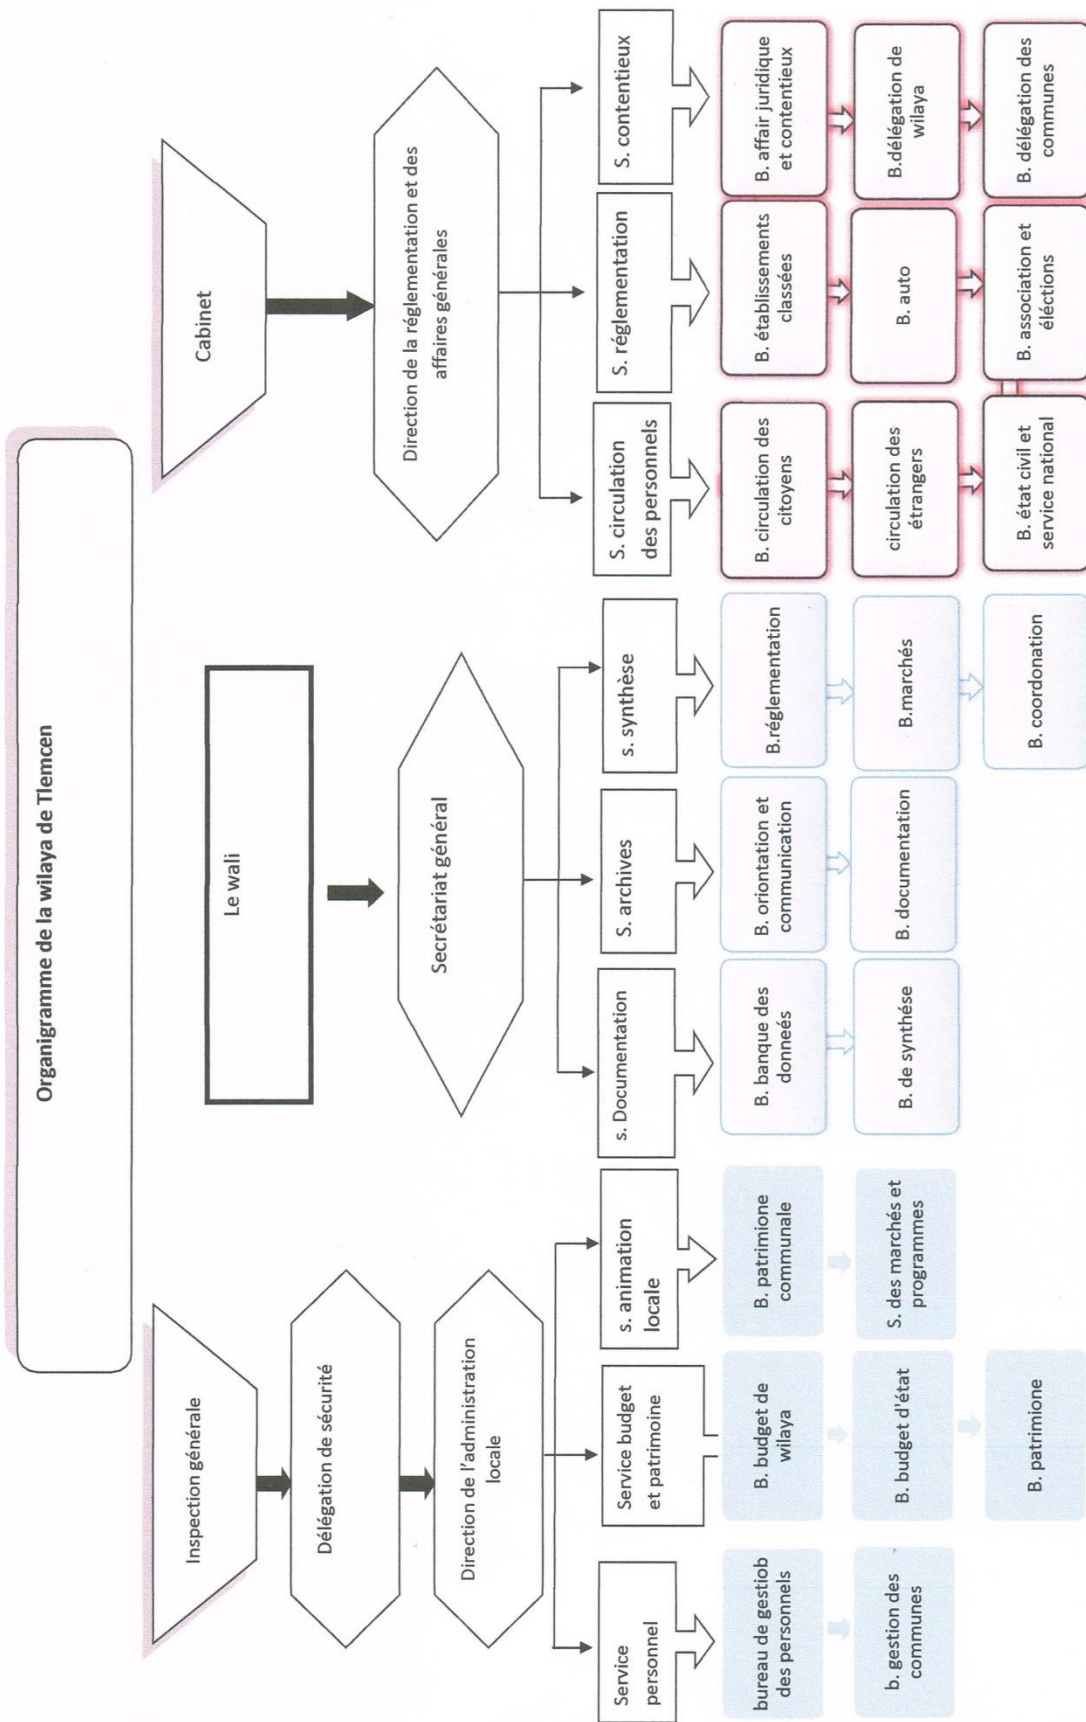 Organigramme de la wilaya de Tlemcen
Inspection générale
Le wali
Cabinet
Délégation de sécurité
Direction de l'administration
locale
Secrétariat général
Direction de la réglementation et des
affaires générales
Service
personnel
Service budget
et patrimoine
s. animation
locale
s. Documentation
S. archives
s. synthèse
S. circulation
des personnels
S. réglementation
S. contentieux
bureau de gestiob
des personnels
B. budget de
wilaya
B. patrimione
communale
B. banque des
donneés
B. oriontation et
communication
B.réglementation
B. circulation des
citoyens
B. établissements
classées
B. affair juridique
et contentieux
b. gestion des
communes
B. budget d'état
S. des marchés et
programmes
B. de synthése
B. documentation
B.marchés
circulation des
étrangers
B. auto
B.délégation de
wilaya
B. patrimione
B. coordonation
B. état civil et
service national
B. association et
éléctions
B. délégation des
communes